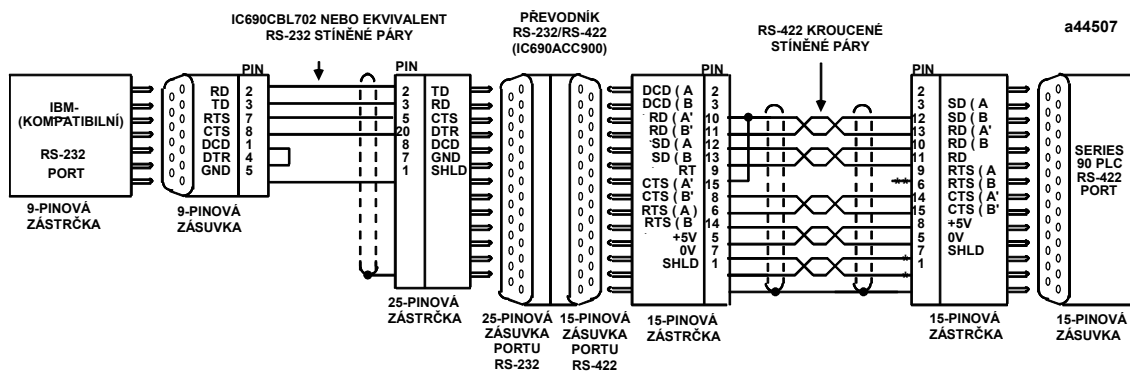 IC690CBL702 NEBO EKVIVALENT
RS-232 STÍNĚNÉ PÁRY
PŘEVODNÍK
RS-232/RS-422
(IC690ACC900)
RS-422 KROUCENÉ
STÍNĚNÉ PÁRY
a44507
IBM-
(KOMPATIBILNÍ)
RS-232
PORT
9-PINOVÁ
ZÁSTRČKA
PIN
RD 2
TD 3
RTS 7
CTS 8
DCD 1
DTR 4
GND 5
9-PINOVÁ
ZÁSUVKA
PIN
2 TD
3 RD
5 CTS
20 DTR
8 DCD
7 GND
1 SHLD
25-PINOVÁ
ZÁSTRČKA
25-PINOVÁ
ZÁSUVKA
PORTU
RS-232
15-PINOVÁ
ZÁSUVKA
PORTU
RS-422
PIN
DCD ( A 2
DCD ( B 3
RD ( A' 10
RD ( B' 11
SD ( A 12
SD ( B 13
RT 9
CTS ( A' 15
CTS ( B' 8
RTS ( A ) 6
RTS ( B 14
+5V 5
0V 7
SHLD 1
15-PINOVÁ
ZÁSTRČKA
**
*
*
PIN
2
3 SD ( A
12 SD ( B
13 RD ( A'
10 RD ( B
11 RD
9 RTS ( A
6 RTS ( B
14 CTS ( A'
15 CTS ( B'
8 +5V
5 0V
7 SHLD
1
15-PINOVÁ
ZÁSTRČKA
SERIES
90 PLC
RS-422
PORT
15-PINOVÁ
ZÁSUVKA